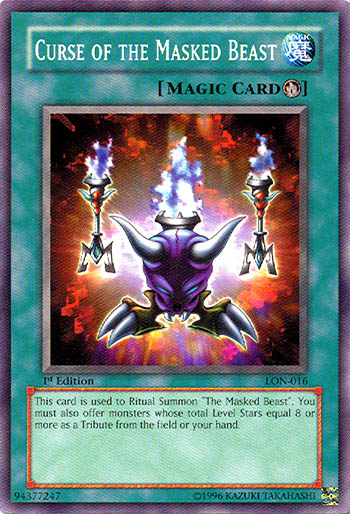 CURSE OF THE MASKED BEAST
MAGIC
[MAGIC CARD]
1st Edition
LON-016
This card is used to Ritual Summon "The Masked Beast". You
must also offer monsters whose total Level Stars equal 8 or
more as a Tribute from the field or your hand.
94377247
©1996 KAZUKI TAKAHASHI